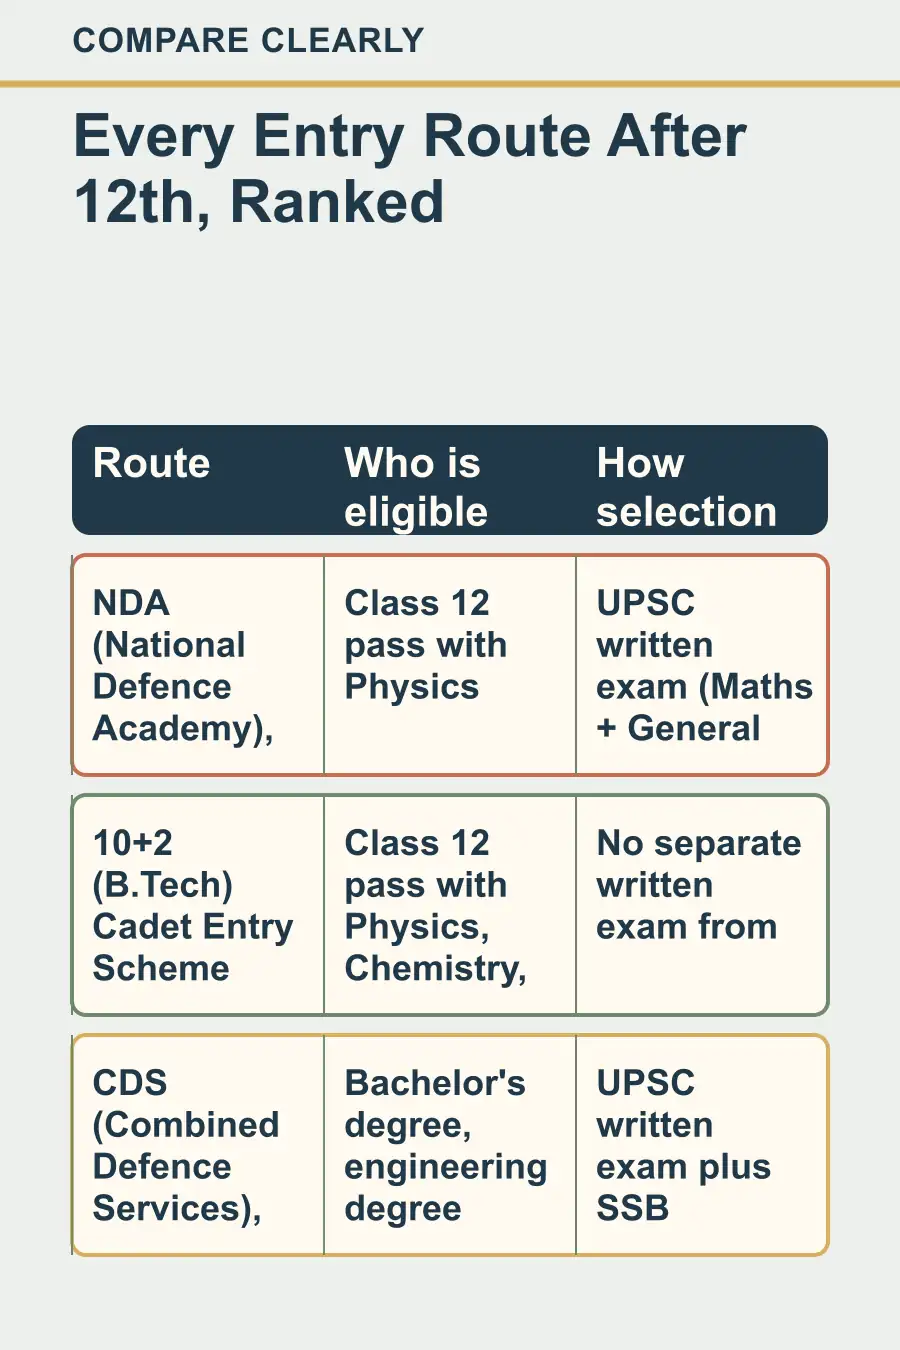 COMPARE CLEARLY
Every Entry Route After
12th, Ranked
Route
Who is
eligible
How
selection
NDA
(National
Defence
Academy),
Class 12
pass with
Physics
UPSC
written
exam (Maths
+ General
10+2
(B.Tech)
Cadet Entry
Scheme
Class 12
pass with
Physics,
Chemistry,
No separate
written
exam from
CDS
(Combined
Defence
Services),
Bachelor's
degree,
engineering
degree
UPSC
written
exam plus
SSB